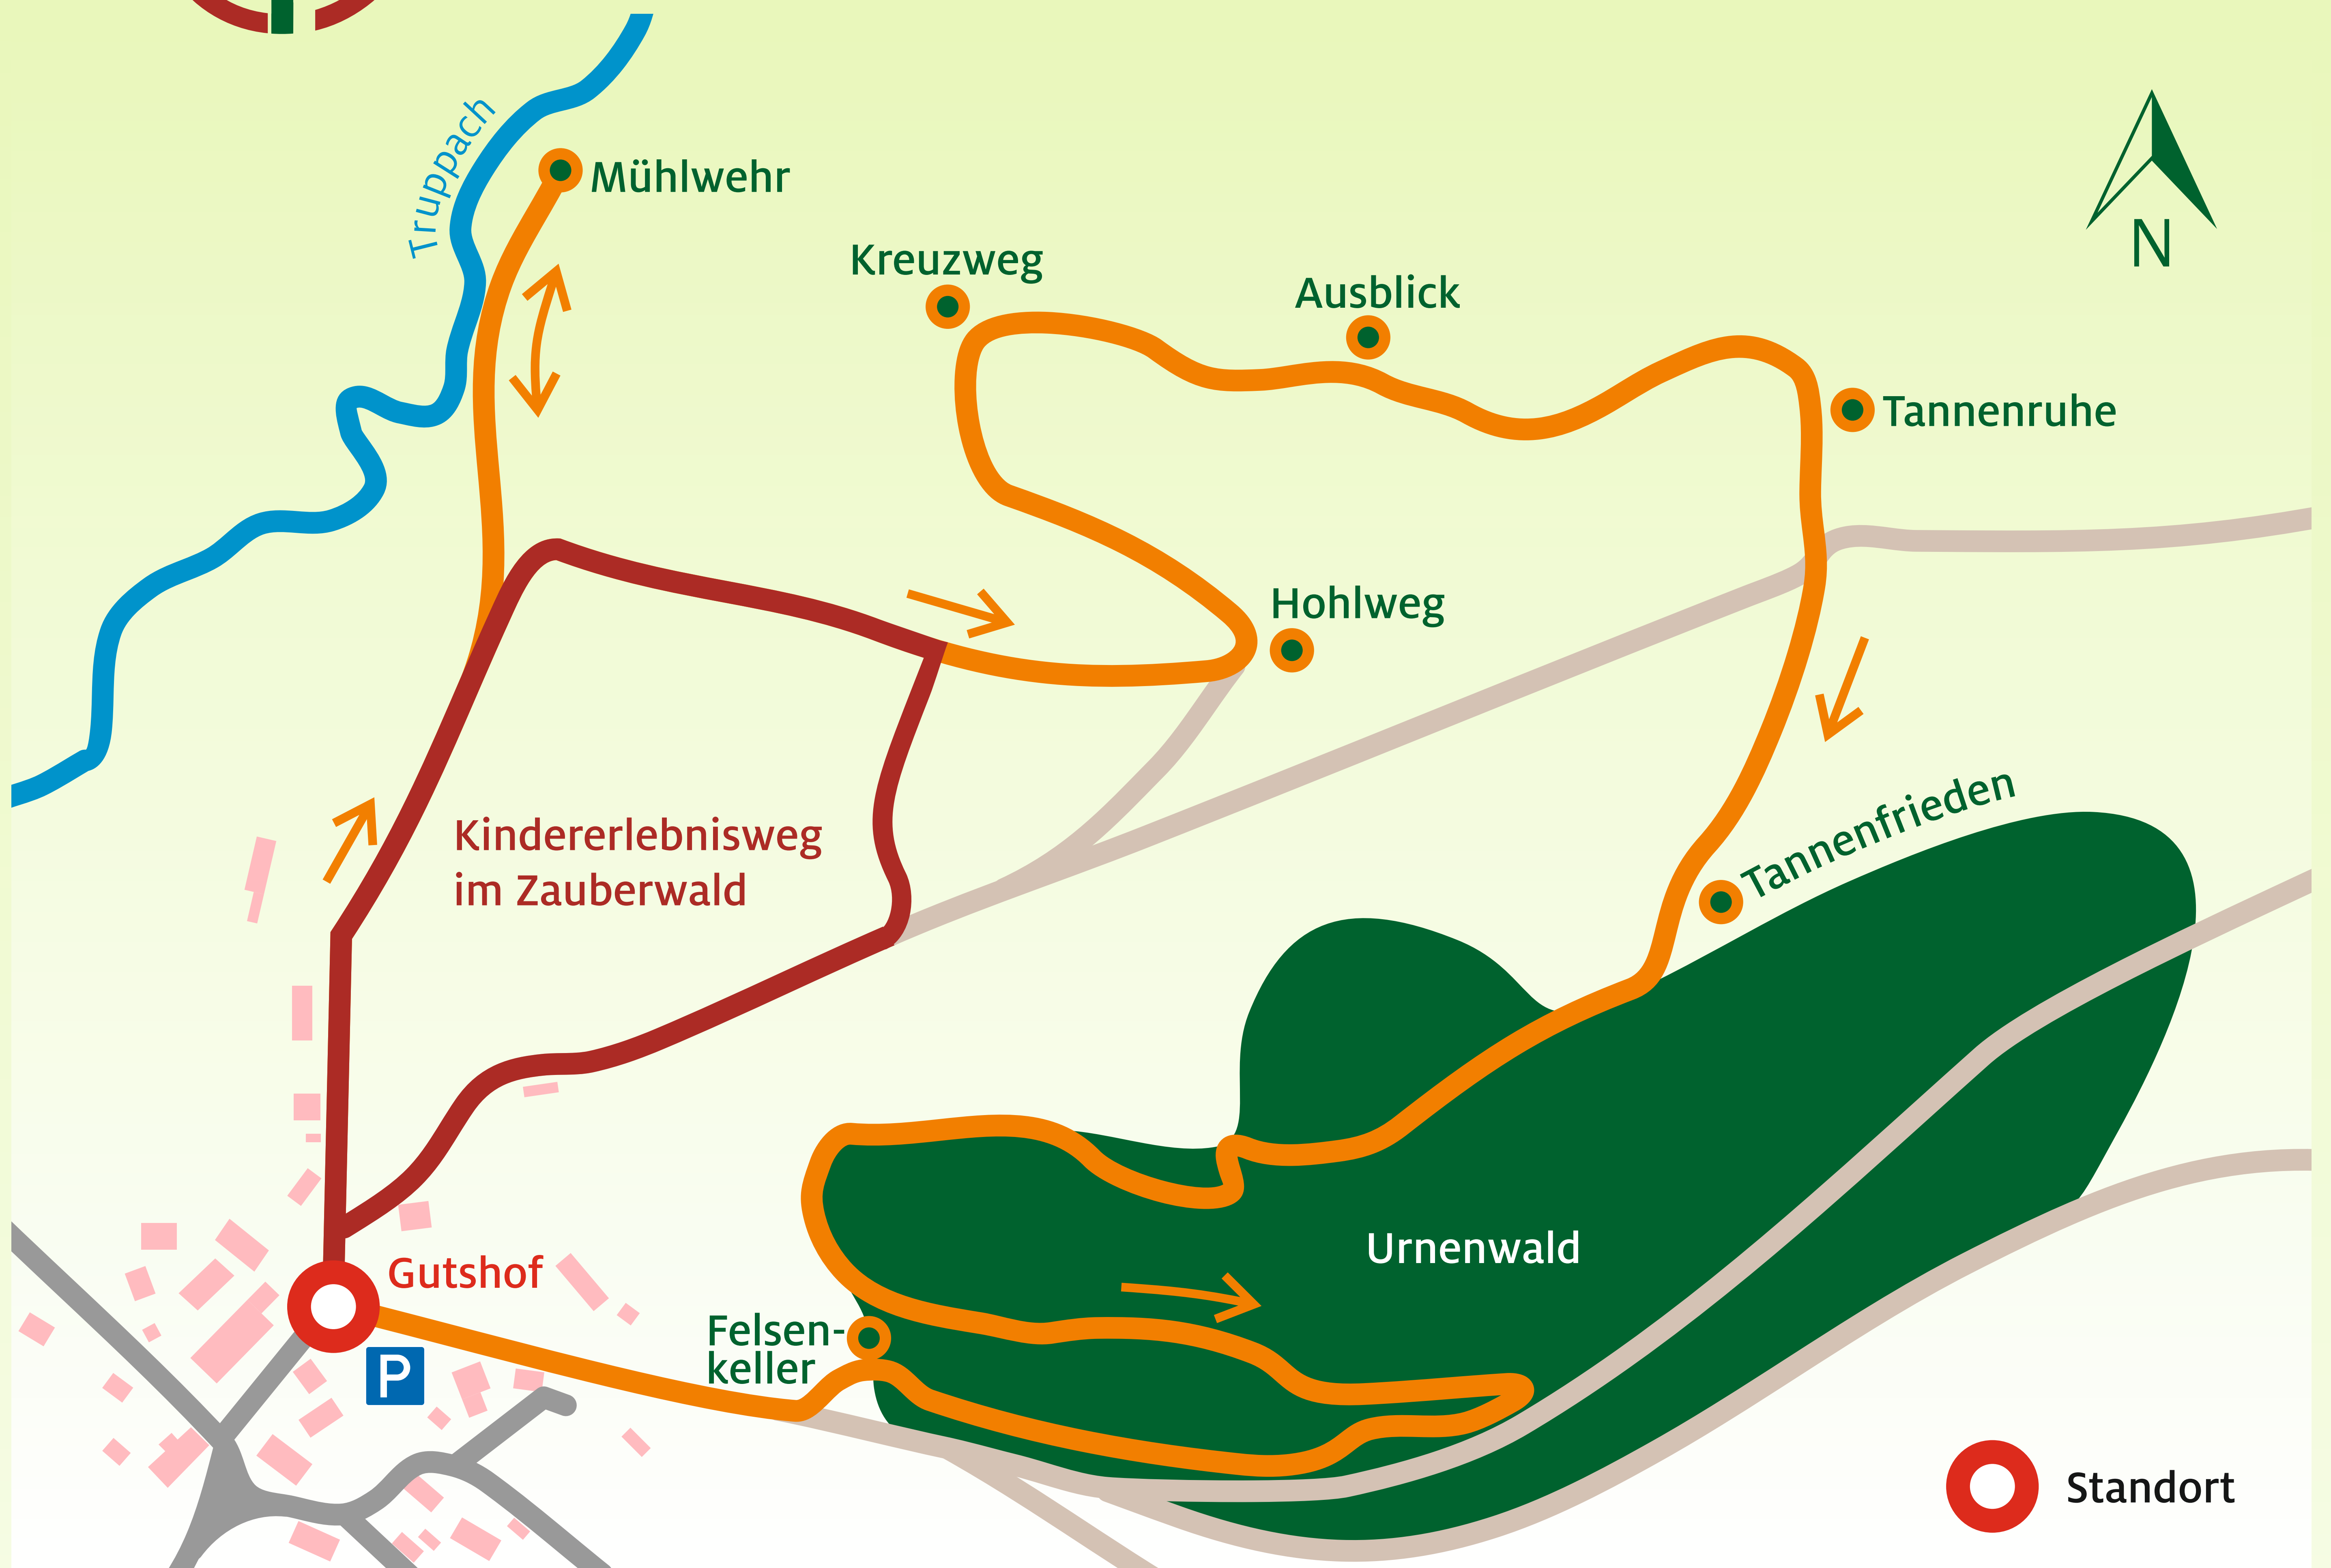 Truppach
Mühlwehr
N
Kreuzweg
Ausblick
Tannenruhe
Hohlweg
Kindererlebnisweg
im Zauberwald
Tannenfrieden
Urnenwald
Gutshof
P
Felsen-
keller
Standort